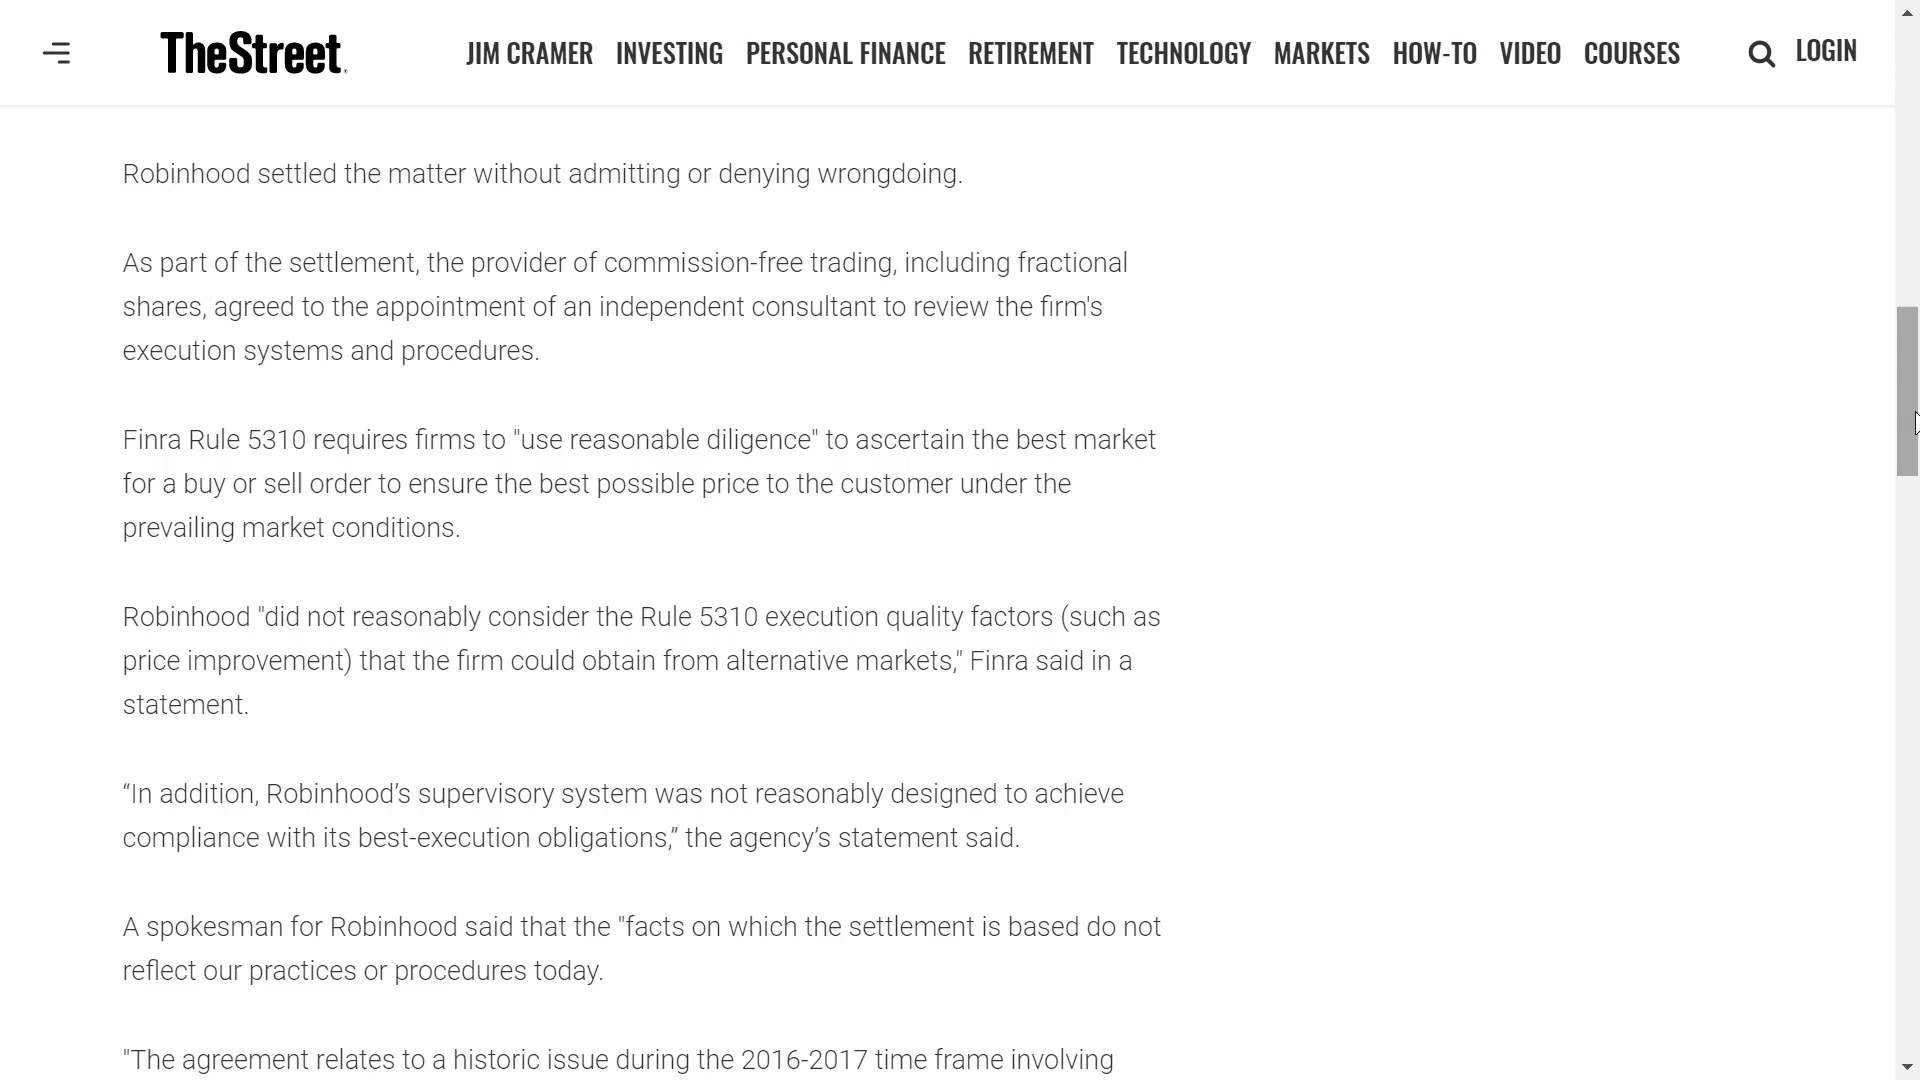 TheStreet
JIM CRAMER INVESTING PERSONAL FINANCE RETIREMENT TECHNOLOGY MARKETS HOW-TO VIDEO COURSES LOGIN
Robinhood settled the matter without admitting or denying wrongdoing.
As part of the settlement, the provider of commission-free trading, including fractional
shares, agreed to the appointment of an independent consultant to review the firm's
execution systems and procedures.
Finra Rule 5310 requires firms to "use reasonable diligence" to ascertain the best market
for a buy or sell order to ensure the best possible price to the customer under the
prevailing market conditions.
Robinhood "did not reasonably consider the Rule 5310 execution quality factors (such as
price improvement) that the firm could obtain from alternative markets," Finra said in a
statement.
“In addition, Robinhood’s supervisory system was not reasonably designed to achieve
compliance with its best-execution obligations,” the agency’s statement said.
A spokesman for Robinhood said that the "facts on which the settlement is based do not
reflect our practices or procedures today.
"The agreement relates to a historic issue during the 2016-2017 time frame involving